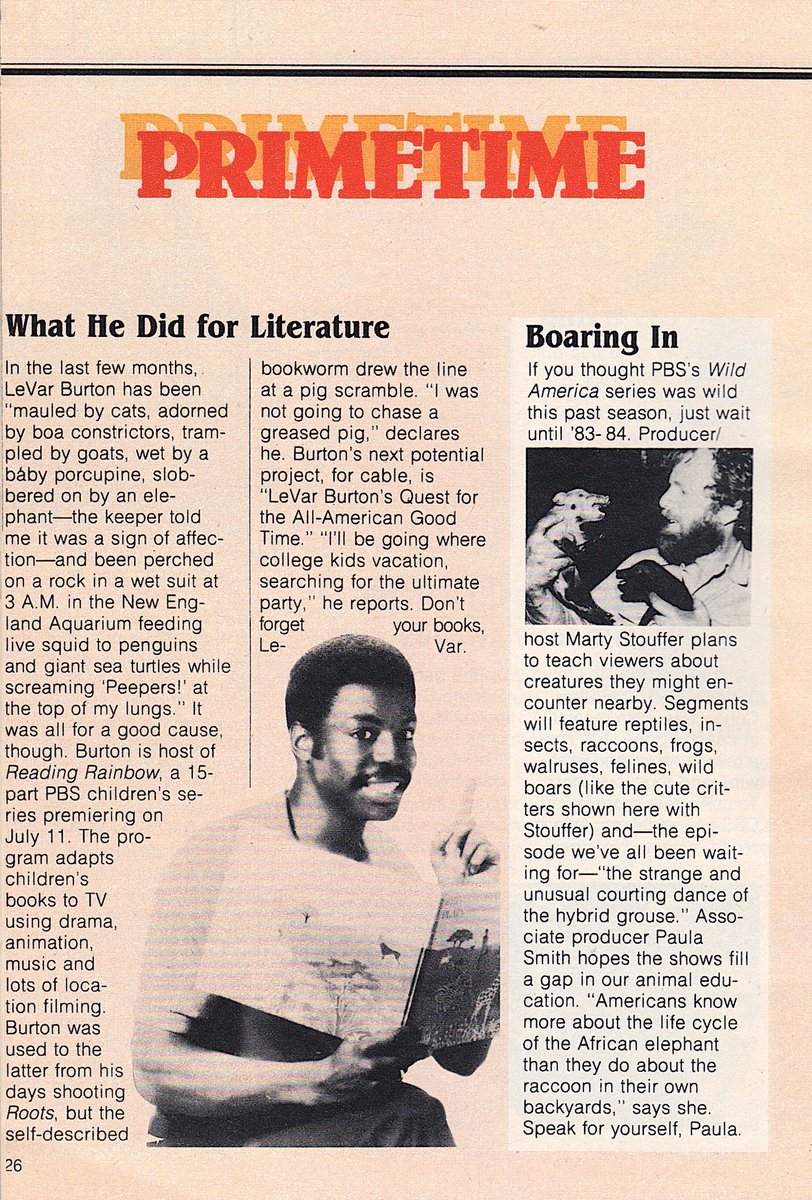 PRIMETIME
What He Did for Literature
In the last few months,
LeVar Burton has been
"mauled by cats, adorned
by boa constrictors, tram-
pled by goats, wet by a
baby porcupine, slob-
bered on by an ele-
phant—the keeper told
me it was a sign of affec-
tion—and been perched
on a rock in a wet suit at
3 A.M. in the New Eng-
land Aquarium feeding
live squid to penguins
and giant sea turtles while
screaming 'Peepers!' at
the top of my lungs." It
was all for a good cause,
though. Burton is host of
Reading Rainbow, a 15-
part PBS children's se-
ries premiering on
July 11. The pro-
gram adapts
children's
books to TV
using drama,
animation,
music and
lots of loca-
tion filming.
Burton was
used to the
latter from his
days shooting
Roots, but the
self-described
bookworm drew the line
at a pig scramble. "I was
not going to chase a
greased pig," declares
he. Burton's next potential
project, for cable, is
"LeVar Burton's Quest for
the All-American Good
Time." "I'll be going where
college kids vacation,
searching for the ultimate
party," he reports. Don't
forget your books,
Le- Var.
Boaring In
If you thought PBS's Wild
America series was wild
this past season, just wait
until '83-84. Producer/
host Marty Stouffer plans
to teach viewers about
creatures they might en-
counter nearby. Segments
will feature reptiles, in-
sects, raccoons, frogs,
walruses, felines, wild
boars (like the cute crit-
ters shown here with
Stouffer) and—the epi-
sode we've all been wait-
ing for—"the strange and
unusual courting dance of
the hybrid grouse." Asso-
ciate producer Paula
Smith hopes the shows fill
a gap in our animal edu-
cation. "Americans know
more about the life cycle
of the African elephant
than they do about the
raccoon in their own
backyards," says she.
Speak for yourself, Paula.
26